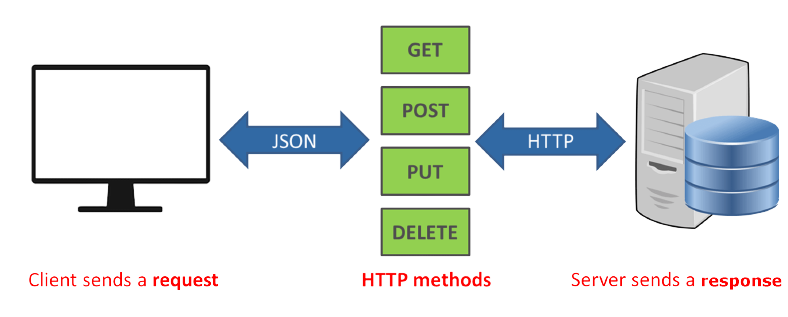 GET
POST
JSON
HTTP
PUT
DELETE
Client sends a request
HTTP methods
Server sends a response